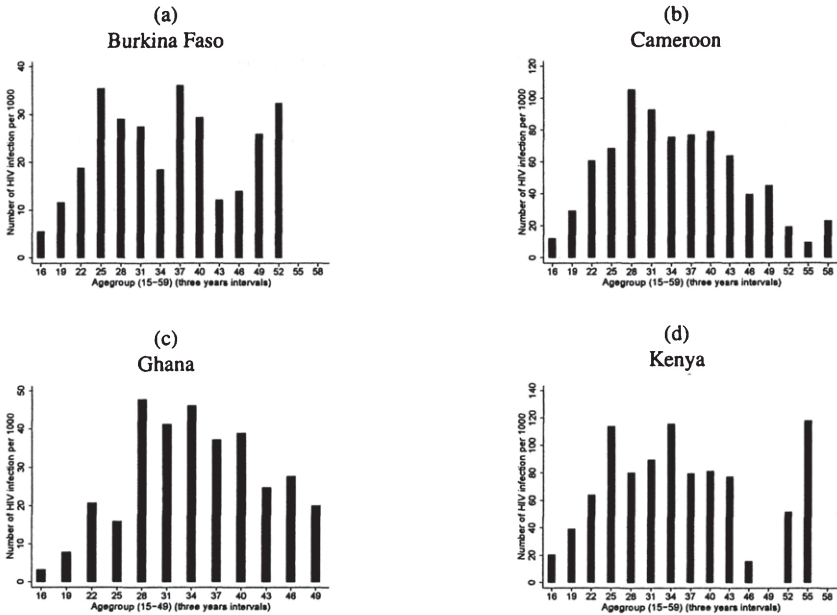 (a)
Burkina Faso
Number of HIV infection per 1000
0 10 20 30 40
16 19 22 25 28 31 34 37 40 43 46 49 52 55 58
Agegroup (15-59) (three years intervals)
(b)
Cameroon
Number of HIV infection per 1000
0 20 40 60 80 100 120
16 19 22 25 28 31 34 37 40 43 46 49 52 55 58
Agegroup (15-59) (three years intervals)
(c)
Ghana
Number of HIV infection per 1000
0 10 20 30 40 50
16 19 22 25 28 31 34 37 40 43 46 49
Agegroup (15-49) (three years intervals)
(d)
Kenya
Number of HIV infection per 1000
0 20 40 60 80 100 120 140
16 19 22 25 28 31 34 37 40 43 46 49 52 55 58
Agegroup (15-59) (three years intervals)